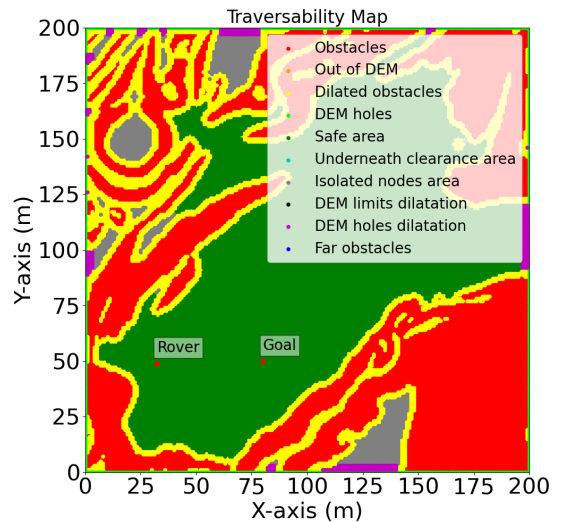 Traversability Map
200
175
150
125
100
75
50
25
0
Y-axis (m)
Obstacles
Out of DEM
Dilated obstacles
DEM holes
Safe area
Underneath clearance area
Isolated nodes area
DEM limits dilatation
DEM holes dilatation
Far obstacles
Rover
Goal
0 25 50 75 100 125 150 175 200
X-axis (m)